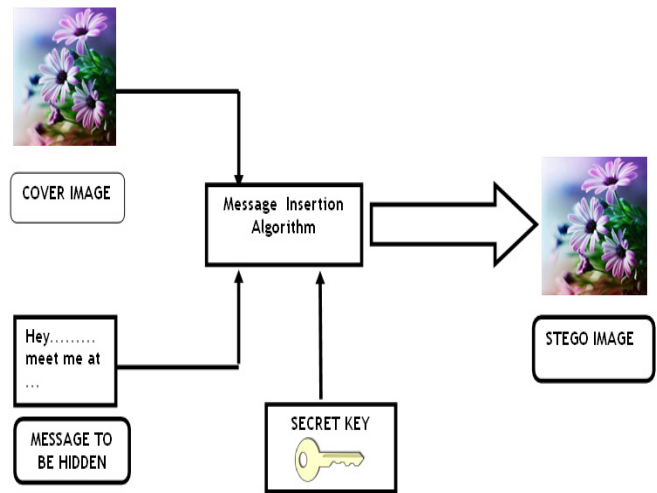 COVER IMAGE
Message Insertion
Algorithm
Hey.........
meet me at
...
MESSAGE TO
BE HIDDEN
SECRET KEY
STEGO IMAGE